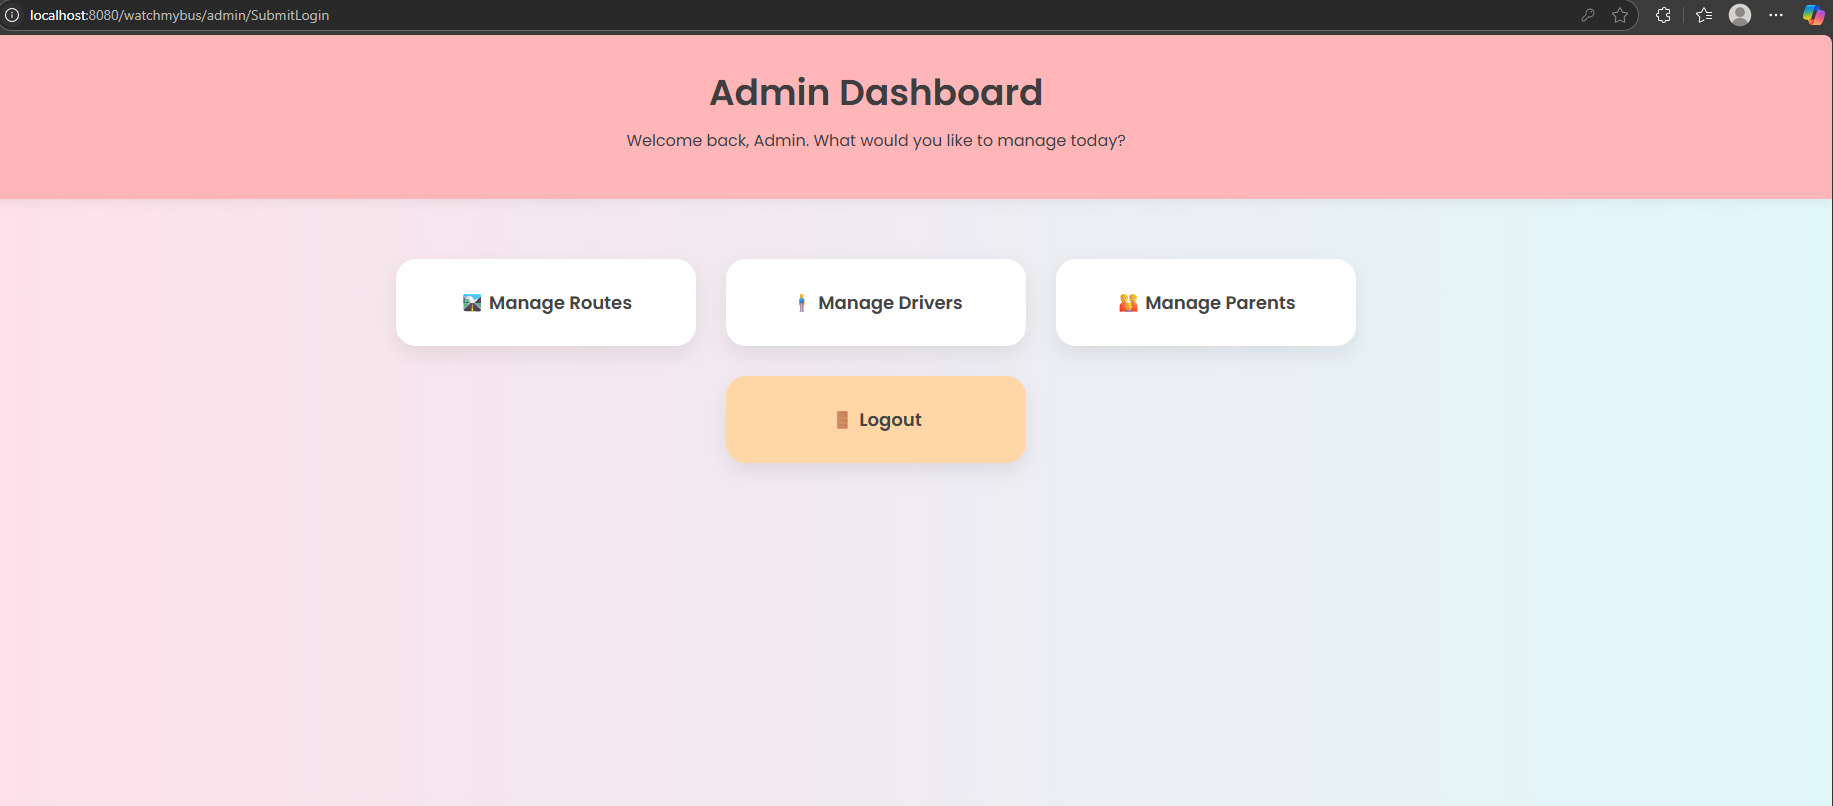 localhost:8080/watchmybus/admin/SubmitLogin
Admin Dashboard
Welcome back, Admin. What would you like to manage today?
Manage Routes
Manage Drivers
Manage Parents
Logout